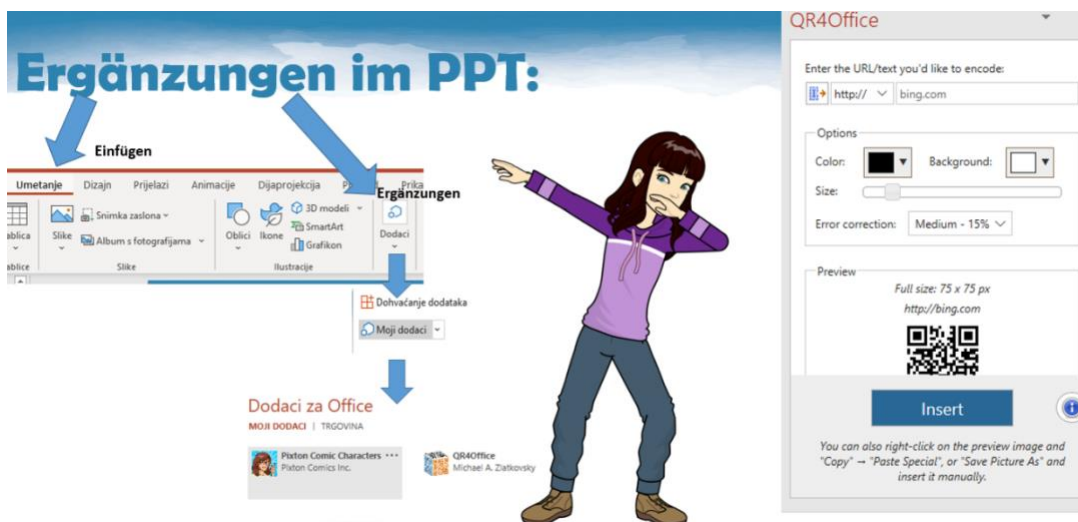 Ergänzungen im PPT:
Einfügen
Umetanje Dizajn Prijelazi Animacije Dijaprojekcija Prika
Ergänzungen
Slike
Snimka zaslona
Album s fotografijama
Oblici
Ikone
3D modeli
SmartArt
Grafikon
Dodaci
Slike
Ilustracije
Dohvaćanje dodataka
Moji dodaci
Dodaci za Office
MOJI DODACI | TRGOVINA
Pixton Comic Characters ...
Pixton Comics Inc.
QR4Office
Michael A. Zlatkovsky
QR4Office
Enter the URL/text you'd like to encode:
http:// bing.com
Options
Color: Background:
Size:
Error correction: Medium - 15%
Preview
Full size: 75 x 75 px
http://bing.com
Insert
You can also right-click on the preview image and
"Copy" → "Paste Special", or "Save Picture As" and
insert it manually.